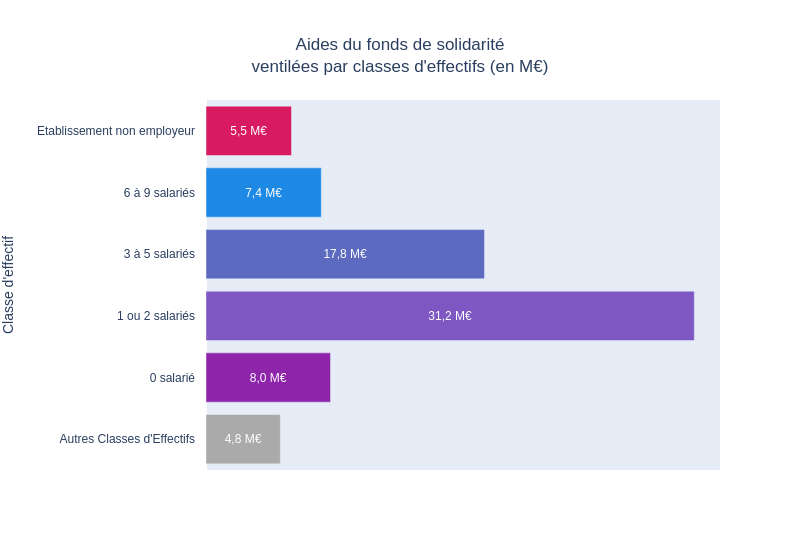 Aides du fonds de solidarité
ventilées par classes d'effectifs (en M€)
Classe d'effectif
Etablissement non employeur
5,5 M€
6 à 9 salariés
7,4 M€
3 à 5 salariés
17,8 M€
1 ou 2 salariés
31,2 M€
0 salarié
8,0 M€
Autres Classes d'Effectifs
4,8 M€